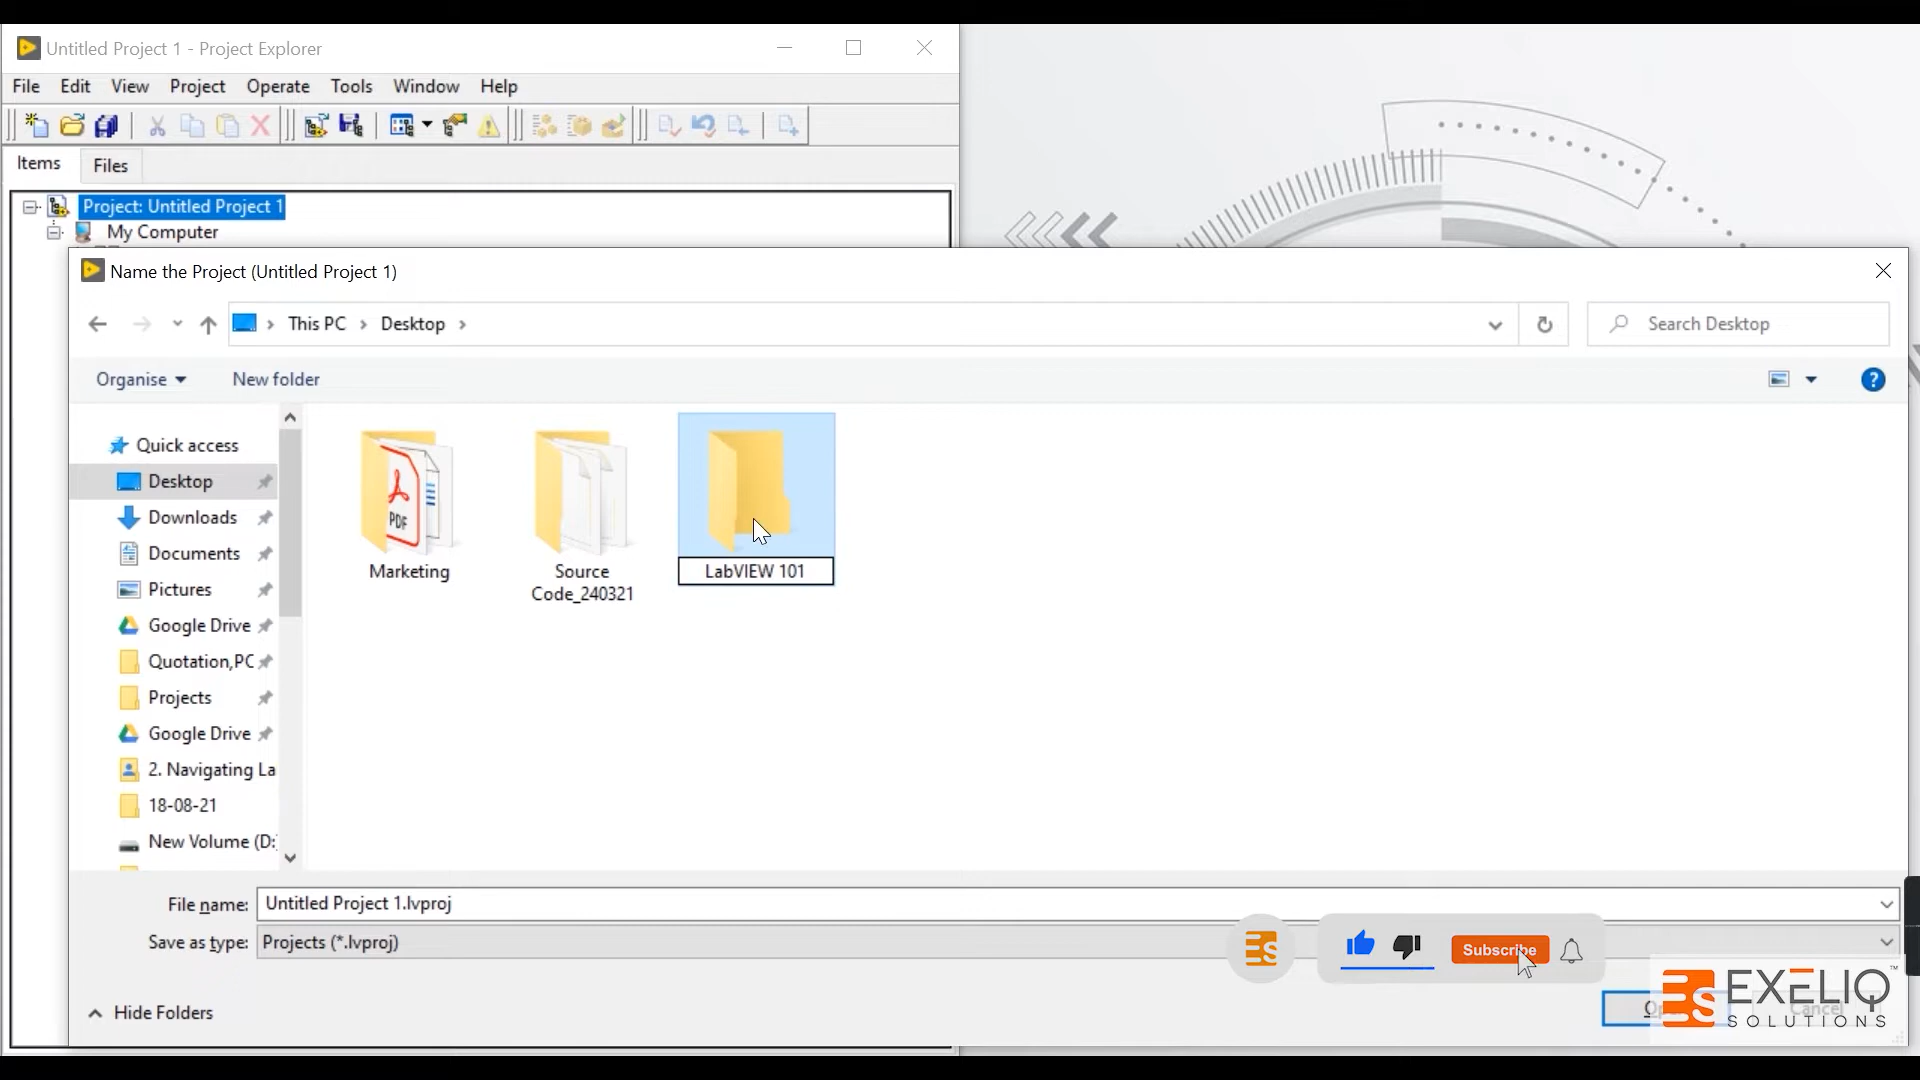 Untitled Project 1 - Project Explorer
File Edit View Project Operate Tools Window Help
Items Files
Project: Untitled Project 1
My Computer
Name the Project (Untitled Project 1)
This PC Desktop
Search Desktop
Organise New folder
Quick access
Desktop
Downloads
Documents
Pictures
Google Drive
Quotation,PC
Projects
Google Drive
2. Navigating La
18-08-21
New Volume (D:
PDF
Marketing
Source
Code_240321
LabVIEW 101
File name: Untitled Project 1.lvproj
Save as type: Projects (*.lvproj)
Subscribe
Hide Folders
Cancel
EXELIQ™
SOLUTIONS